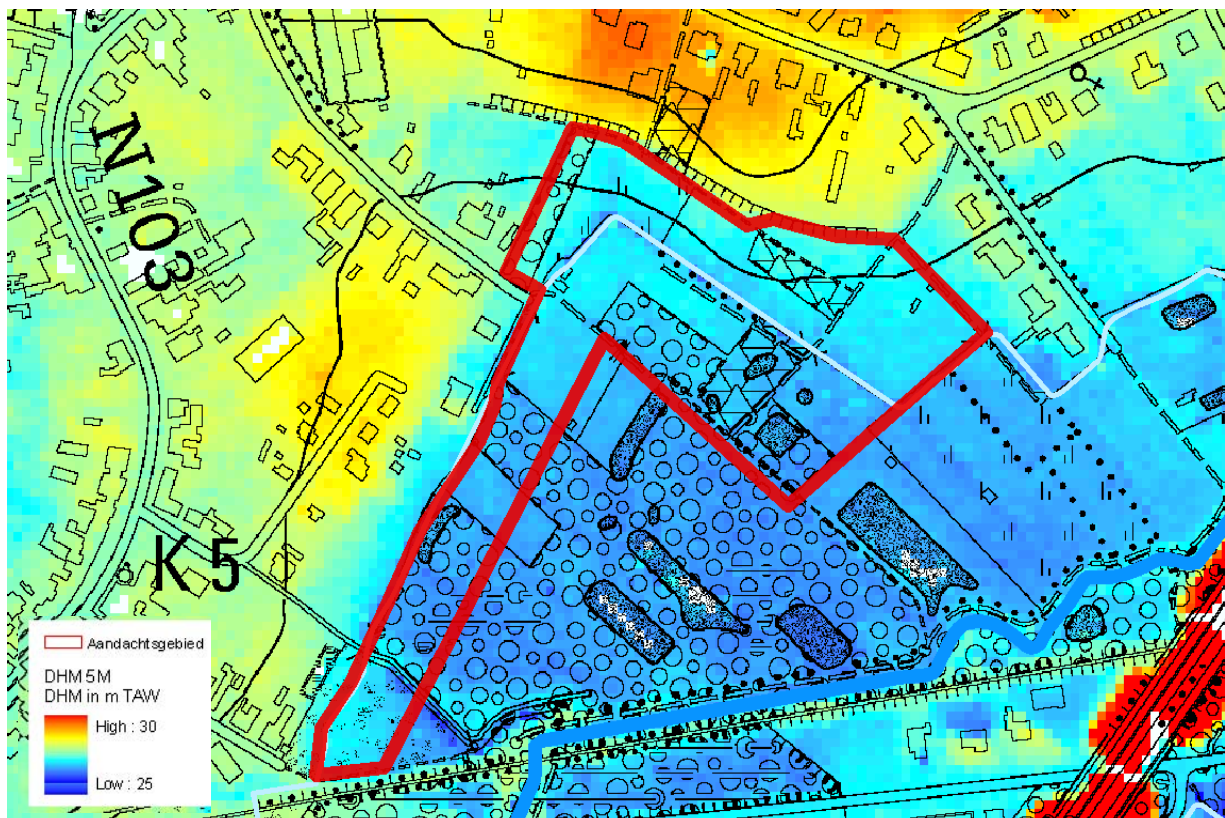 N103
K5
Aandachtsgebied
DHM 5M
DHM in m TAW
High : 30
Low : 25